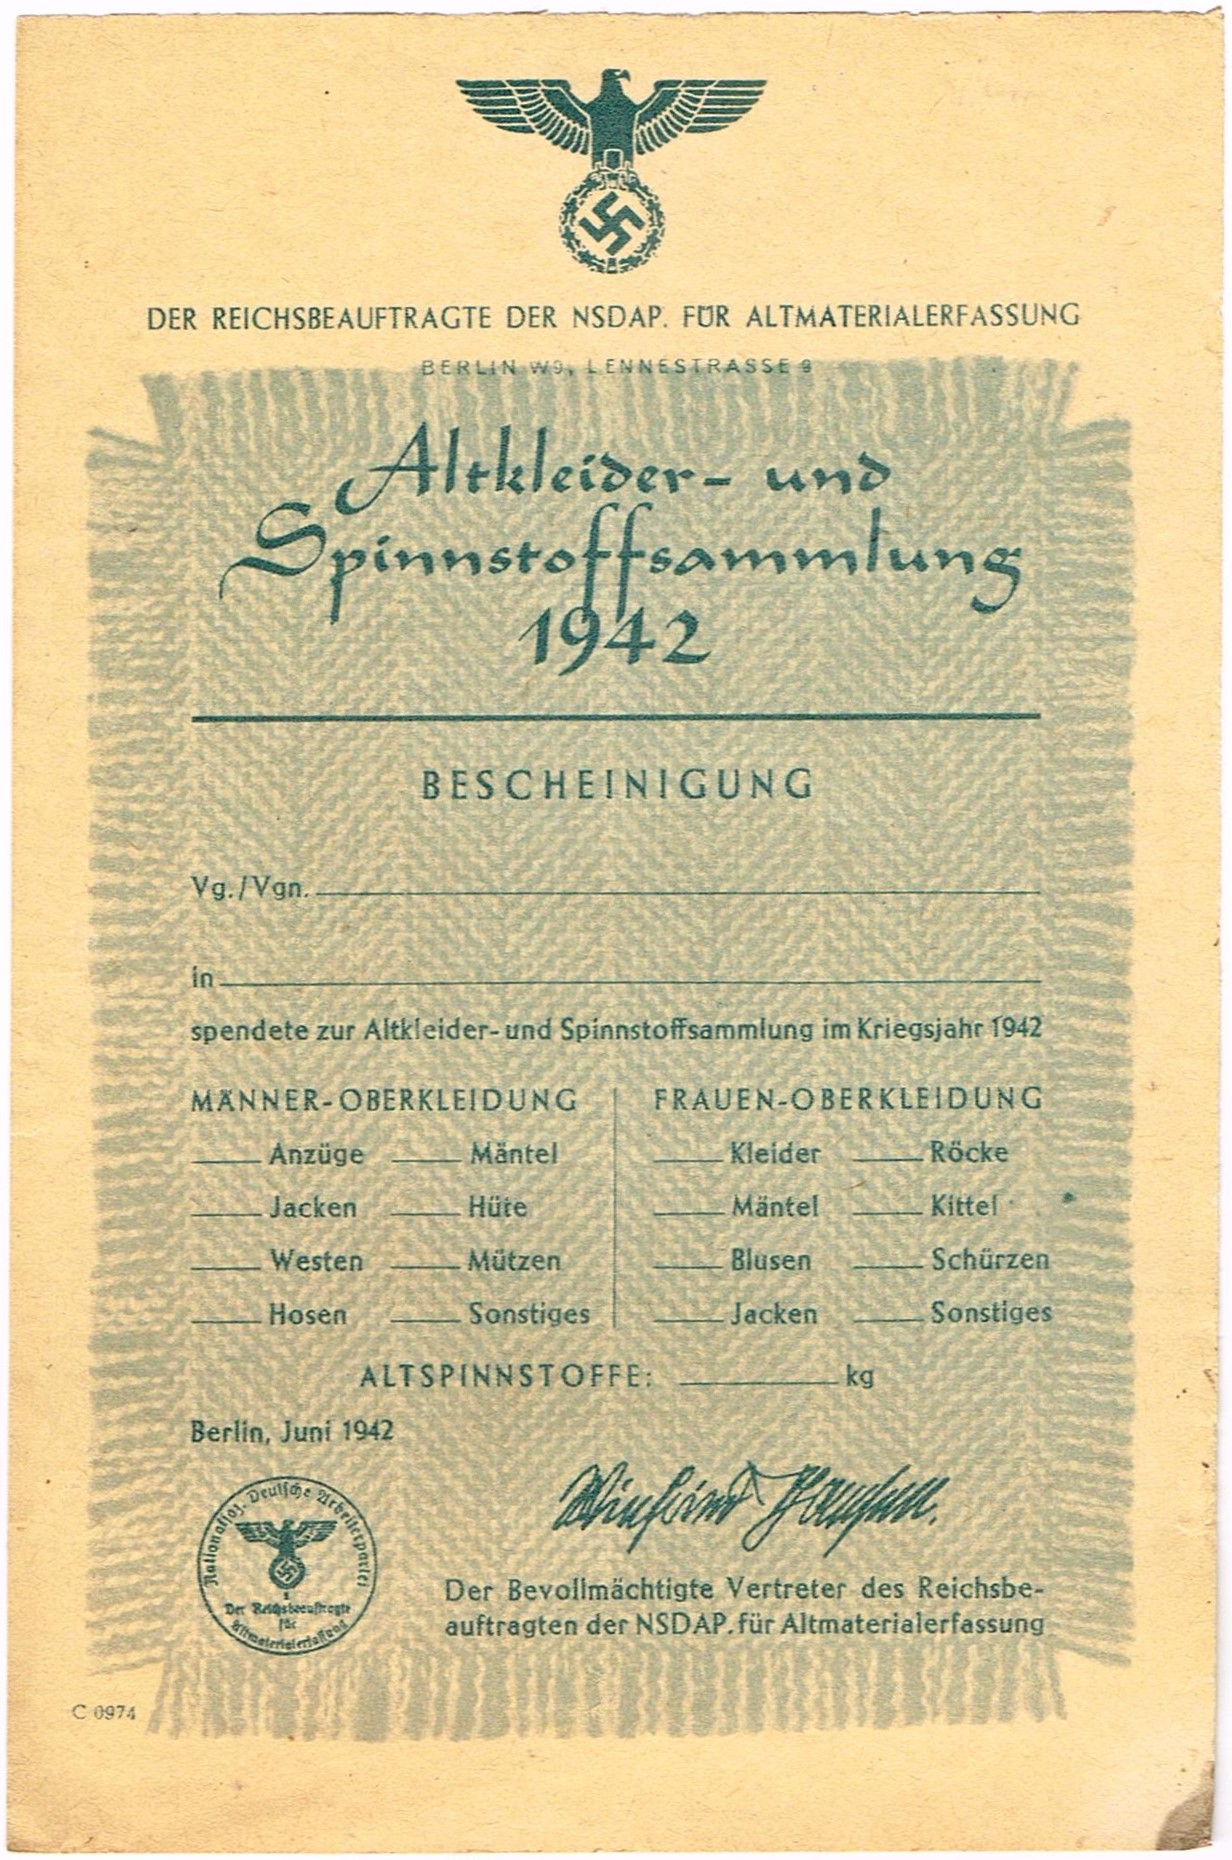 DER REICHSBEAUFTRAGTE DER NSDAP. FÜR ALTMATERIALERFASSUNG
BERLIN W9, LENNESTRASSE 9
Altkleider- und
Spinnstoffsammlung
1942
BESCHEINIGUNG
Vg./Vgn.
in
spendete zur Altkleider- und Spinnstoffsammlung im Kriegsjahr 1942
MÄNNER-OBERKLEIDUNG FRAUEN-OBERKLEIDUNG
Anzüge Mäntel Kleider Röcke
Jacken Hüte Mäntel Kittel
Westen Mützen Blusen Schürzen
Hosen Sonstiges Jacken Sonstiges
ALTSPINNSTOFFE: kg
Berlin, Juni 1942
National-soz. Deutsche Arbeiterpartei
Der Reichsbeauftragte
für
Altmaterialerfassung
Der Bevollmächtigte Vertreter des Reichsbe-
auftragten der NSDAP. für Altmaterialerfassung
C 0974